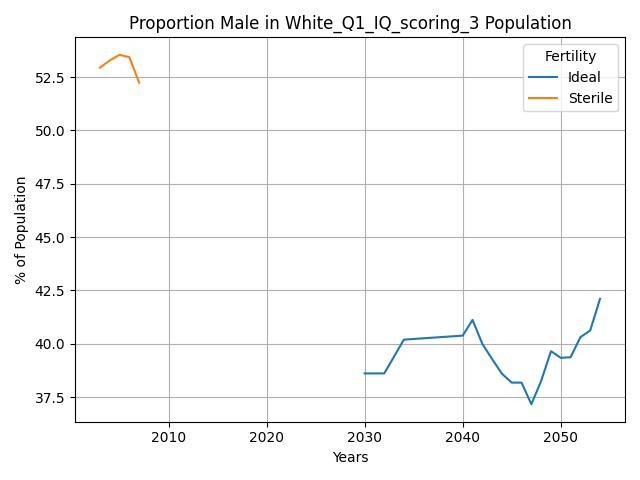 Proportion Male in White_Q1_IQ_scoring_3 Population
Fertility
Ideal
Sterile
52.5
50.0
47.5
45.0
42.5
40.0
37.5
% of Population
2010
2020
2030
2040
2050
Years